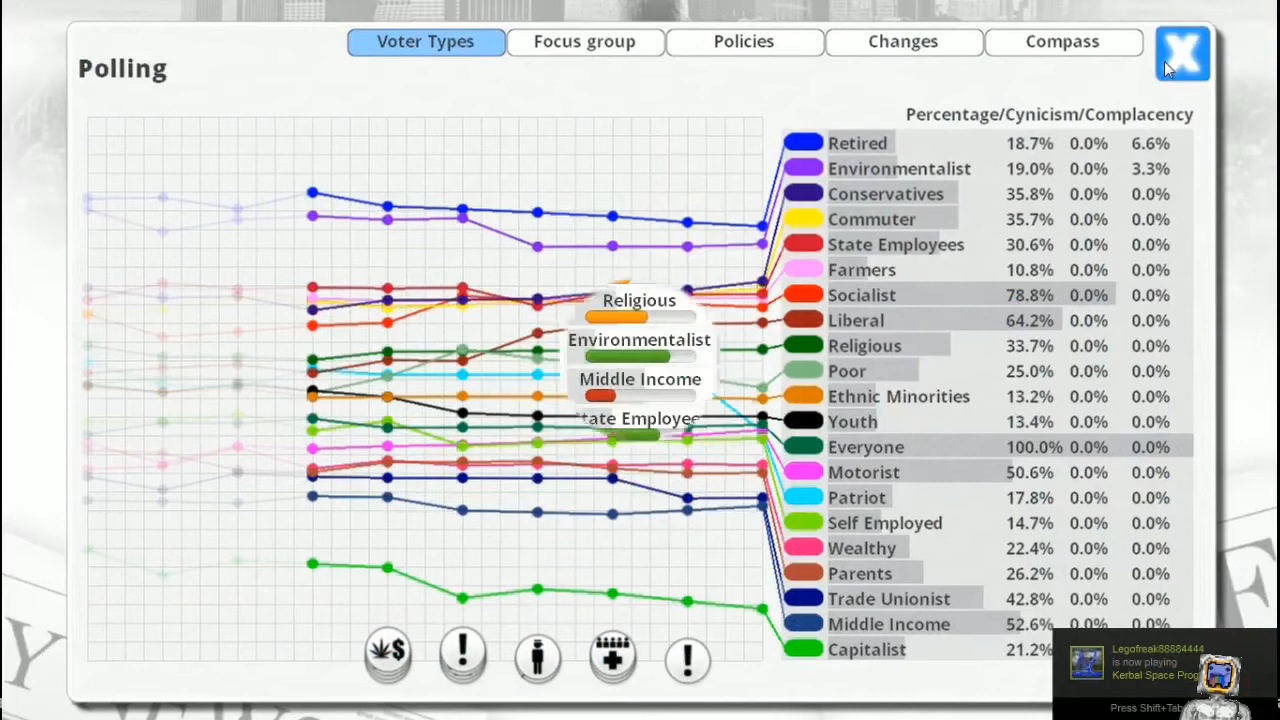 Voter Types Focus group Policies Changes Compass X
Polling
Percentage/Cynicism/Complacency
Retired 18.7% 0.0% 6.6%
Environmentalist 19.0% 0.0% 3.3%
Conservatives 35.8% 0.0% 0.0%
Commuter 35.7% 0.0% 0.0%
State Employees 30.6% 0.0% 0.0%
Farmers 10.8% 0.0% 0.0%
Socialist 78.8% 0.0% 0.0%
Liberal 64.2% 0.0% 0.0%
Religious 33.7% 0.0% 0.0%
Poor 25.0% 0.0% 0.0%
Ethnic Minorities 13.2% 0.0% 0.0%
Youth 13.4% 0.0% 0.0%
Everyone 100.0% 0.0% 0.0%
Motorist 50.6% 0.0% 0.0%
Patriot 17.8% 0.0% 0.0%
Self Employed 14.7% 0.0% 0.0%
Wealthy 22.4% 0.0% 0.0%
Parents 26.2% 0.0% 0.0%
Trade Unionist 42.8% 0.0% 0.0%
Middle Income 52.6% 0.0% 0.0%
Capitalist 21.2%
Religious
Environmentalist
Middle Income
tate Employee
$ ! !
Legofreak88884444
is now playing
Kerbal Space Prog
Press Shift+Tab